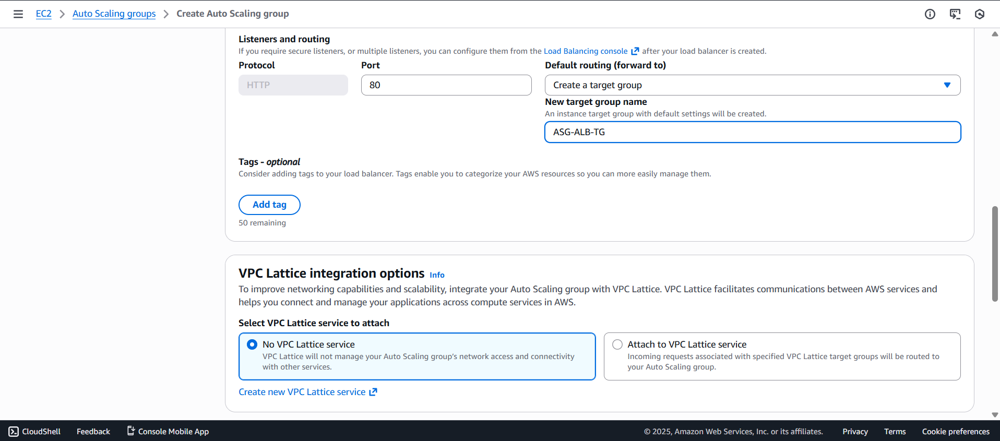 EC2 > Auto Scaling groups > Create Auto Scaling group
Listeners and routing
If you require secure listeners, or multiple listeners, you can configure them from the Load Balancing console after your load balancer is created.
Protocol Port Default routing (forward to)
HTTP 80 Create a target group
New target group name
An instance target group with default settings will be created.
ASG-ALB-TG
Tags - optional
Consider adding tags to your load balancer. Tags enable you to categorize your AWS resources so you can more easily manage them.
Add tag
50 remaining
VPC Lattice integration options Info
To improve networking capabilities and scalability, integrate your Auto Scaling group with VPC Lattice. VPC Lattice facilitates communications between AWS services and
helps you connect and manage your applications across compute services in AWS.
Select VPC Lattice service to attach
No VPC Lattice service
VPC Lattice will not manage your Auto Scaling group's network access and connectivity
with other services.
Attach to VPC Lattice service
Incoming requests associated with specified VPC Lattice target groups will be routed to
your Auto Scaling group.
Create new VPC Lattice service
CloudShell Feedback Console Mobile App © 2025, Amazon Web Services, Inc. or its affiliates. Privacy Terms Cookie preferences